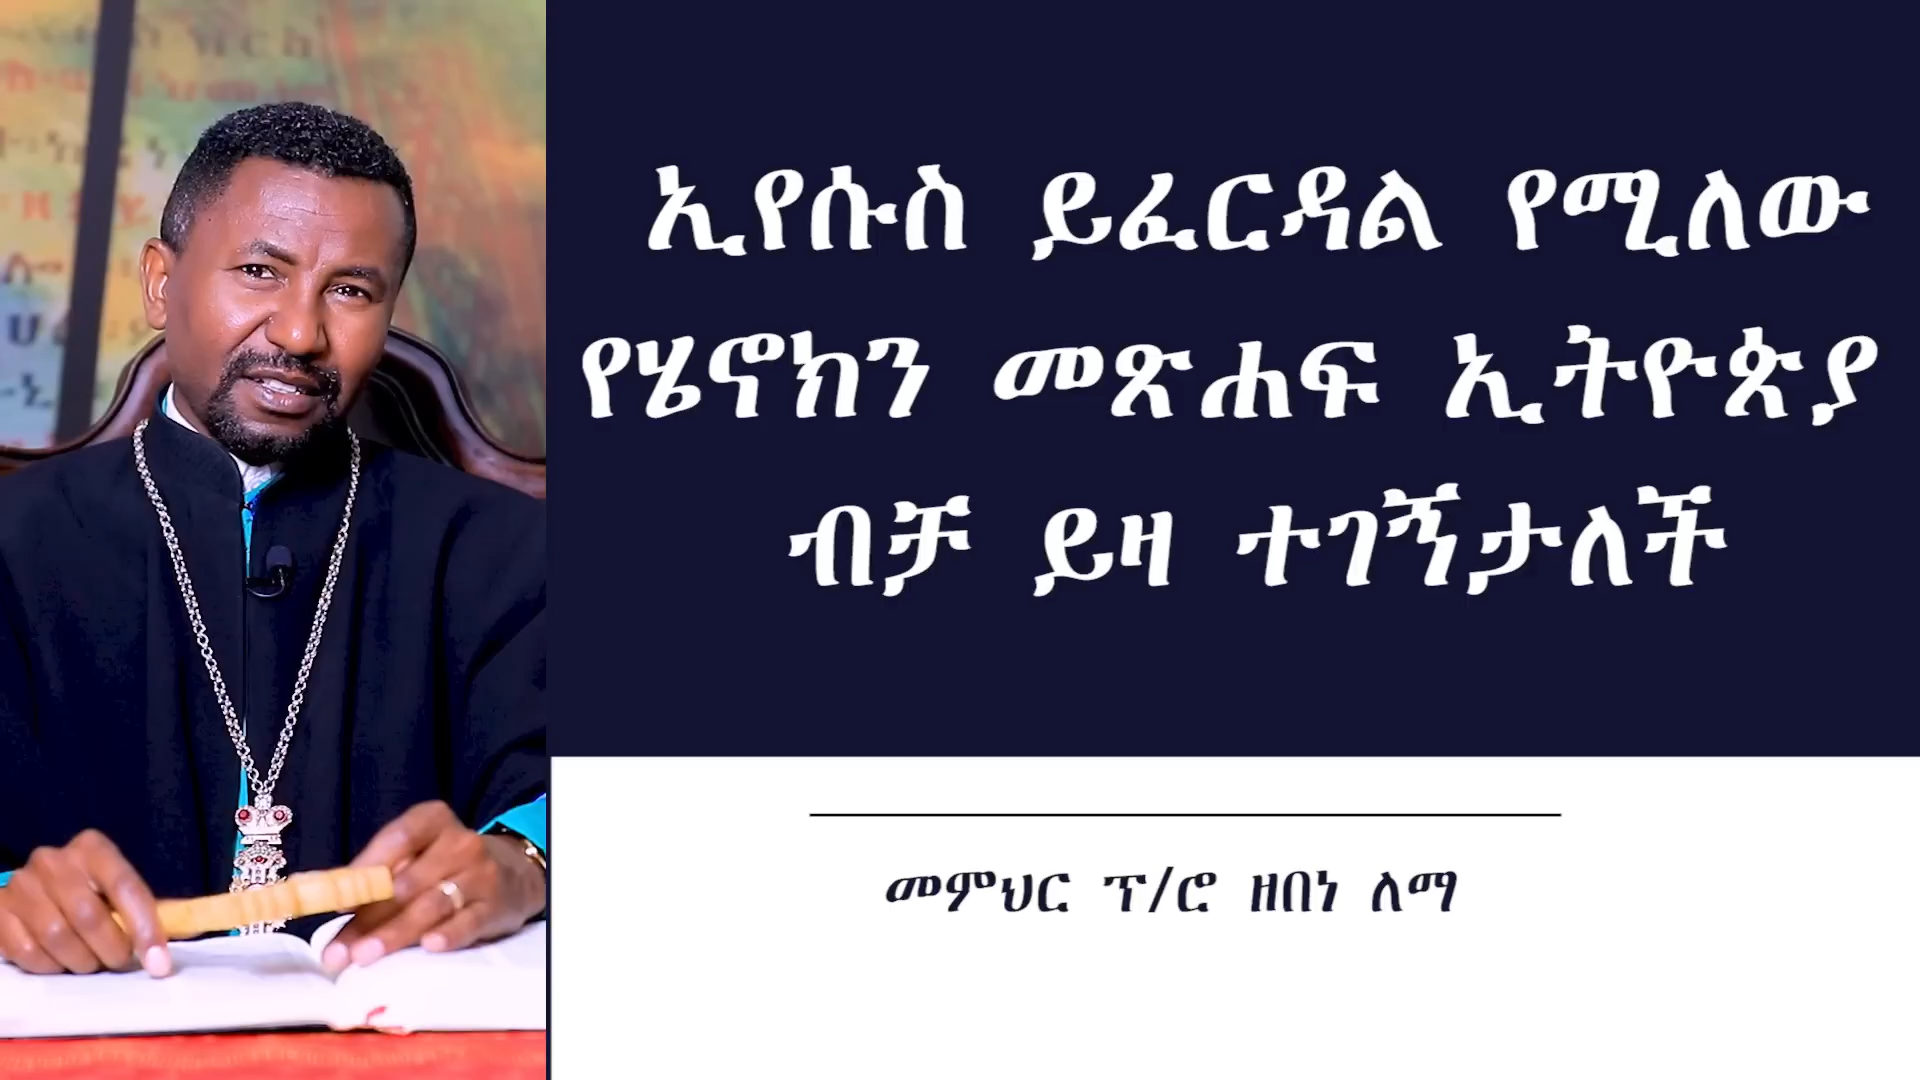 ኢየሱስ ይፈርዳል የሚለው
የሄኖክን መጽሐፍ ኢትዮጵያ
ብቻ ይዛ ተገኝታለች
መምህር ፕ/ሮ ዘበነ ለማ